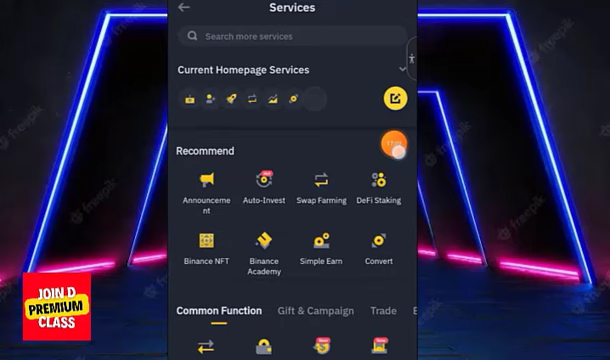 Services
Search more services
Current Homepage Services
Recommend
Announceme
nt
Auto-Invest
Swap Farming
DeFi Staking
Binance NFT
Binance
Academy
Simple Earn
Convert
Common Function
Gift & Campaign
Trade
JOIN D
PREMIUM
CLASS